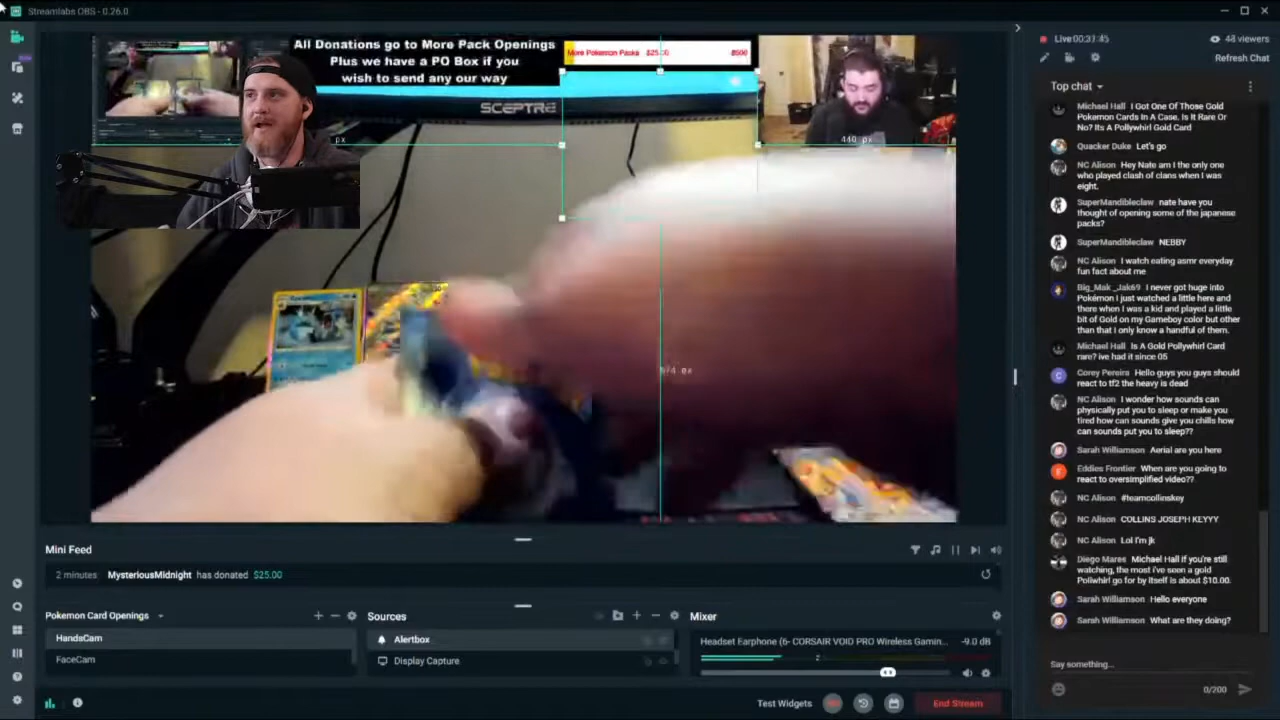 Streamlabs OBS - 0.26.0
All Donations go to More Pack Openings
Plus we have a PO Box if you
wish to send any our way
More Pokemon Packs
$500
SCEPTRE
px
440 px
Live 00:31:45
48 viewers
Refresh Chat
Top chat
Michael Hall I Got One Of Those Gold
Pokemon Cards In A Case. Is It Rare Or
No? Its A Pollywhirl Gold Card
Quacker Duke Let's go
NC Alison Hey Nate am I the only one
who played clash of clans when I was
eight.
SuperMandibleclaw nate have you
thought of opening some of the japanese
packs?
SuperMandibleclaw NEBBY
NC Alison I watch eating asmr everyday
fun fact about me
Big_Mak_Jak69 I never got huge into
Pokémon I just watched a little here and
there when I was a kid and played a little
bit of Gold on my Gameboy color but other
than that I only know a handful of them.
Michael Hall Is A Gold Pollywhirl Card
rare? ive had it since 05
Corey Pereira Hello guys you guys should
react to tf2 the heavy is dead
NC Alison I wonder how sounds can
physically put you to sleep or make you
tired how can sounds give you chills how
can sounds put you to sleep??
Sarah Williamson Aerial are you here
Eddies Frontier When are you going to
react to oversimplified video??
NC Alison #teamcollinskey
NC Alison COLLINS JOSEPH KEYYY
NC Alison Lol I'm jk
Diego Mares Michael Hall if you're still
watching, the most i've seen a gold
Poliwhirl go for by itself is about $10.00.
Sarah Williamson Hello everyone
Sarah Williamson What are they doing?
Say something...
0/200
Mini Feed
2 minutes MysteriousMidnight has donated $25.00
Pokemon Card Openings
HandsCam
FaceCam
Sources
Alertbox
Display Capture
Mixer
Headset Earphone (6- CORSAIR VOID PRO Wireless Gamin... -9.0 dB
Test Widgets
End Stream